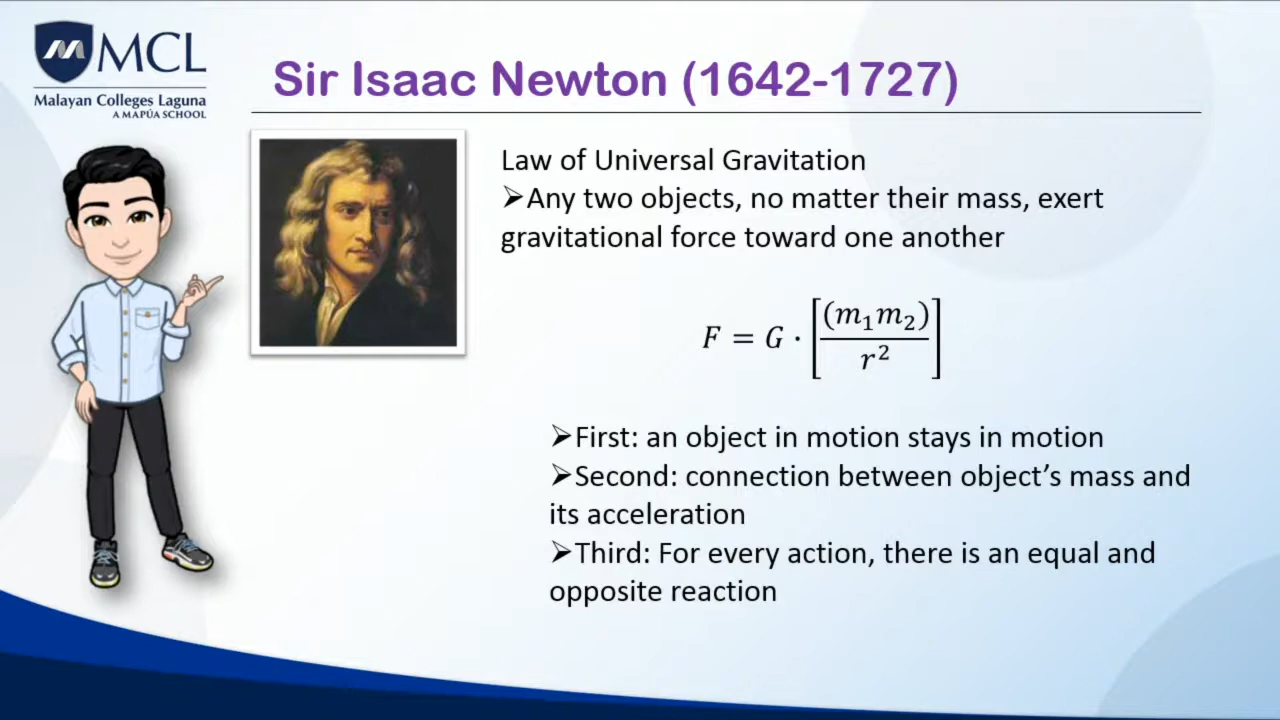 MCL
Malayan Colleges Laguna
A MAPÚA SCHOOL
Sir Isaac Newton (1642-1727)
Law of Universal Gravitation
➢Any two objects, no matter their mass, exert
gravitational force toward one another
F = G · [(m₁m₂) / r²]
➢First: an object in motion stays in motion
➢Second: connection between object’s mass and
its acceleration
➢Third: For every action, there is an equal and
opposite reaction